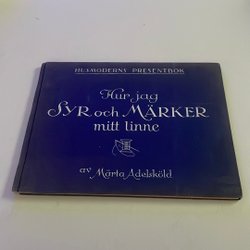 HUSMODERNS PRESENTBOK
Hur jag
SYR och MÄRKER
mitt linne
av Märta Adelsköld